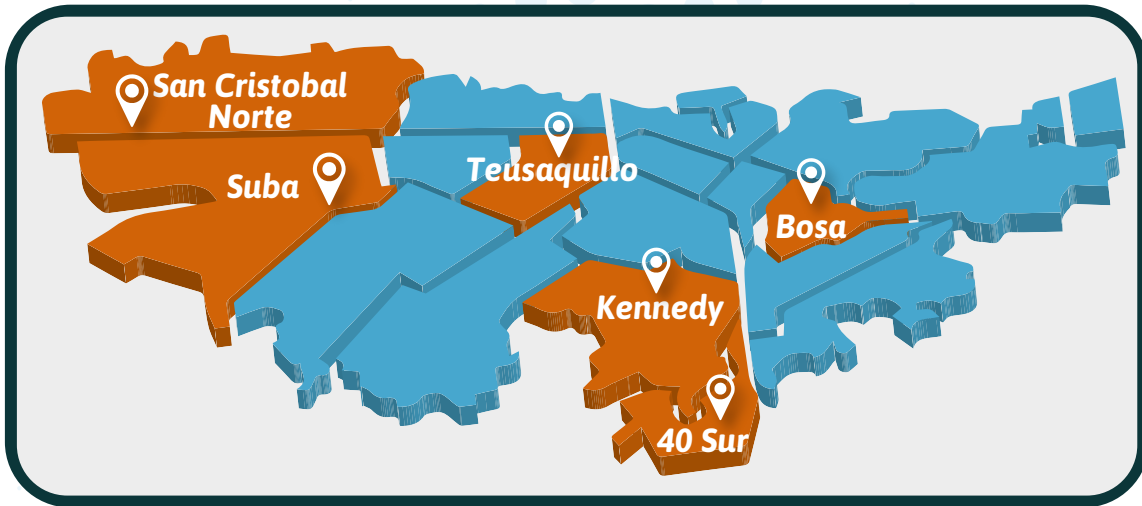 San Cristobal
Norte
Suba
Teusaquillo
Bosa
Kennedy
40 Sur